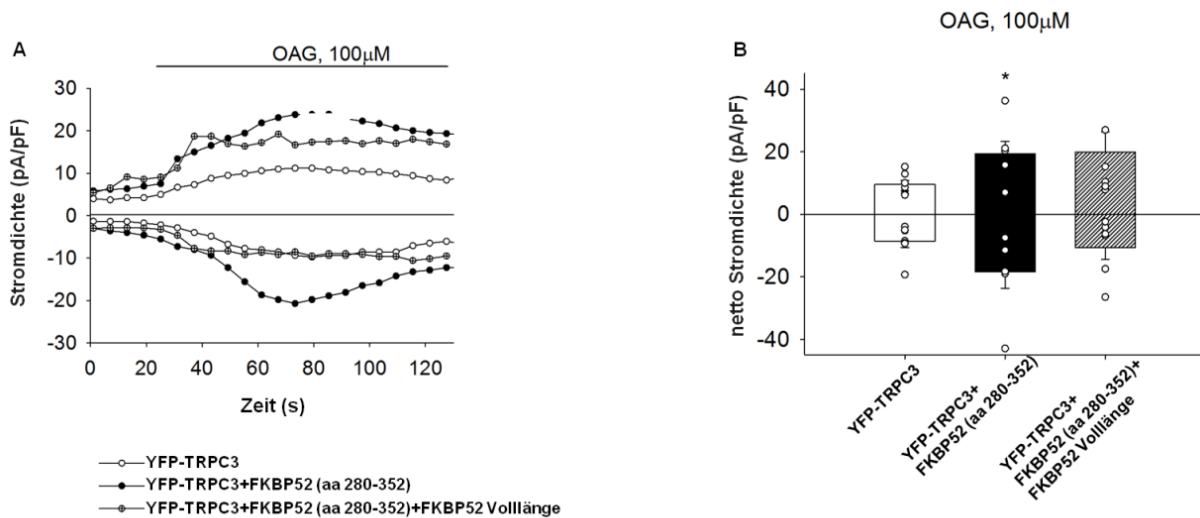 A
OAG, 100μM
Stromdichte (pA/pF)
30
20
10
0
-10
-20
-30
0 20 40 60 80 100 120
Zeit (s)
YFP-TRPC3
YFP-TRPC3+FKBP52 (aa 280-352)
YFP-TRPC3+FKBP52 (aa 280-352)+FKBP52 Volllänge
OAG, 100μM
B
*
netto Stromdichte (pA/pF)
40
20
0
-20
-40
YFP-TRPC3
YFP-TRPC3+
FKBP52 (aa 280-352)
YFP-TRPC3+
FKBP52 (aa 280-352)+
FKBP52 Volllänge